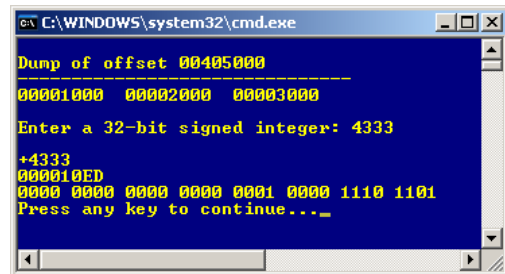 C:\WINDOWS\system32\cmd.exe
Dump of offset 00405000
-------------------------------
00001000  00002000  00003000
Enter a 32-bit signed integer: 4333
+4333
000010ED
0000 0000 0000 0000 0001 0000 1110 1101
Press any key to continue..._